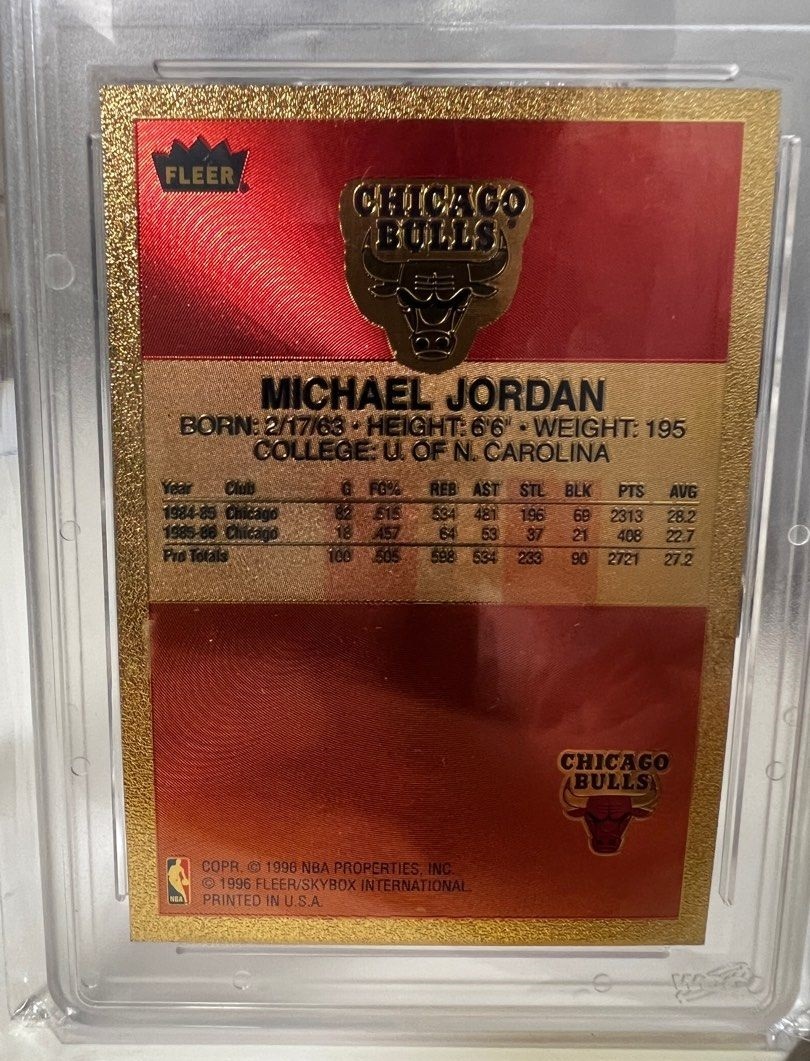 FLEER®
CHICAGO
BULLS®
MICHAEL JORDAN
BORN: 2/17/63 • HEIGHT: 6'6" • WEIGHT: 195
COLLEGE: U. OF N. CAROLINA
Year Club G FG% REB AST STL BLK PTS AVG
1984-85 Chicago 82 .515 534 481 196 69 2313 28.2
1985-86 Chicago 18 .457 64 53 37 21 408 22.7
Pro Totals 100 .505 598 534 233 90 2721 27.2
CHICAGO
BULLS
NBA
COPR. © 1996 NBA PROPERTIES, INC.
© 1996 FLEER/SKYBOX INTERNATIONAL.
PRINTED IN U.S.A.